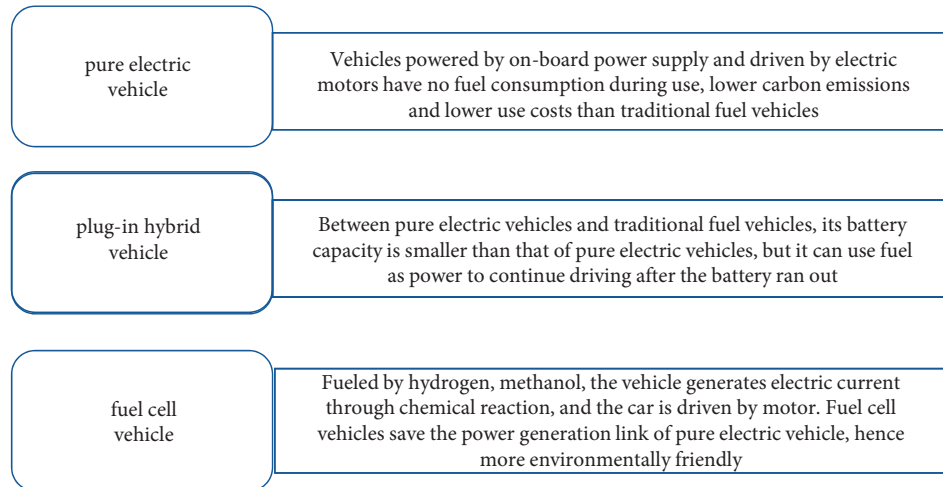 pure electric
vehicle
Vehicles powered by on-board power supply and driven by electric
motors have no fuel consumption during use, lower carbon emissions
and lower use costs than traditional fuel vehicles
plug-in hybrid
vehicle
Between pure electric vehicles and traditional fuel vehicles, its battery
capacity is smaller than that of pure electric vehicles, but it can use fuel
as power to continue driving after the battery ran out
fuel cell
vehicle
Fueled by hydrogen, methanol, the vehicle generates electric current
through chemical reaction, and the car is driven by motor. Fuel cell
vehicles save the power generation link of pure electric vehicle, hence
more environmentally friendly